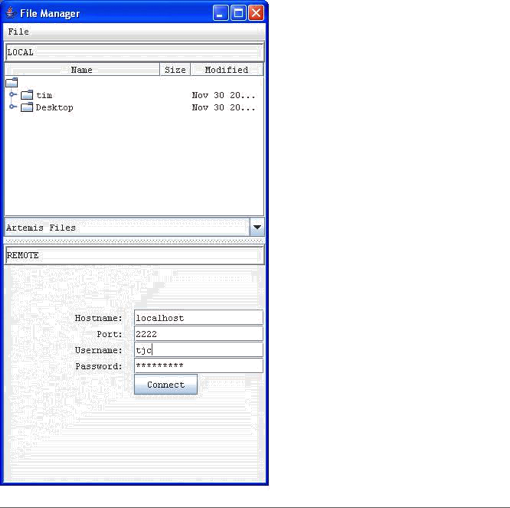 File Manager
File
LOCAL
Name Size Modified
tim Nov 30 20...
Desktop Nov 30 20...
Artemis Files
REMOTE
Hostname: localhost
Port: 2222
Username: tjc
Password: *********
Connect